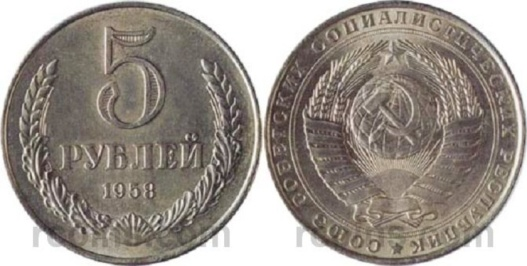 5
РУБЛЕЙ
1958
СОЮЗ СОВЕТСКИХ СОЦИАЛИСТИЧЕСКИХ РЕСПУБЛИК